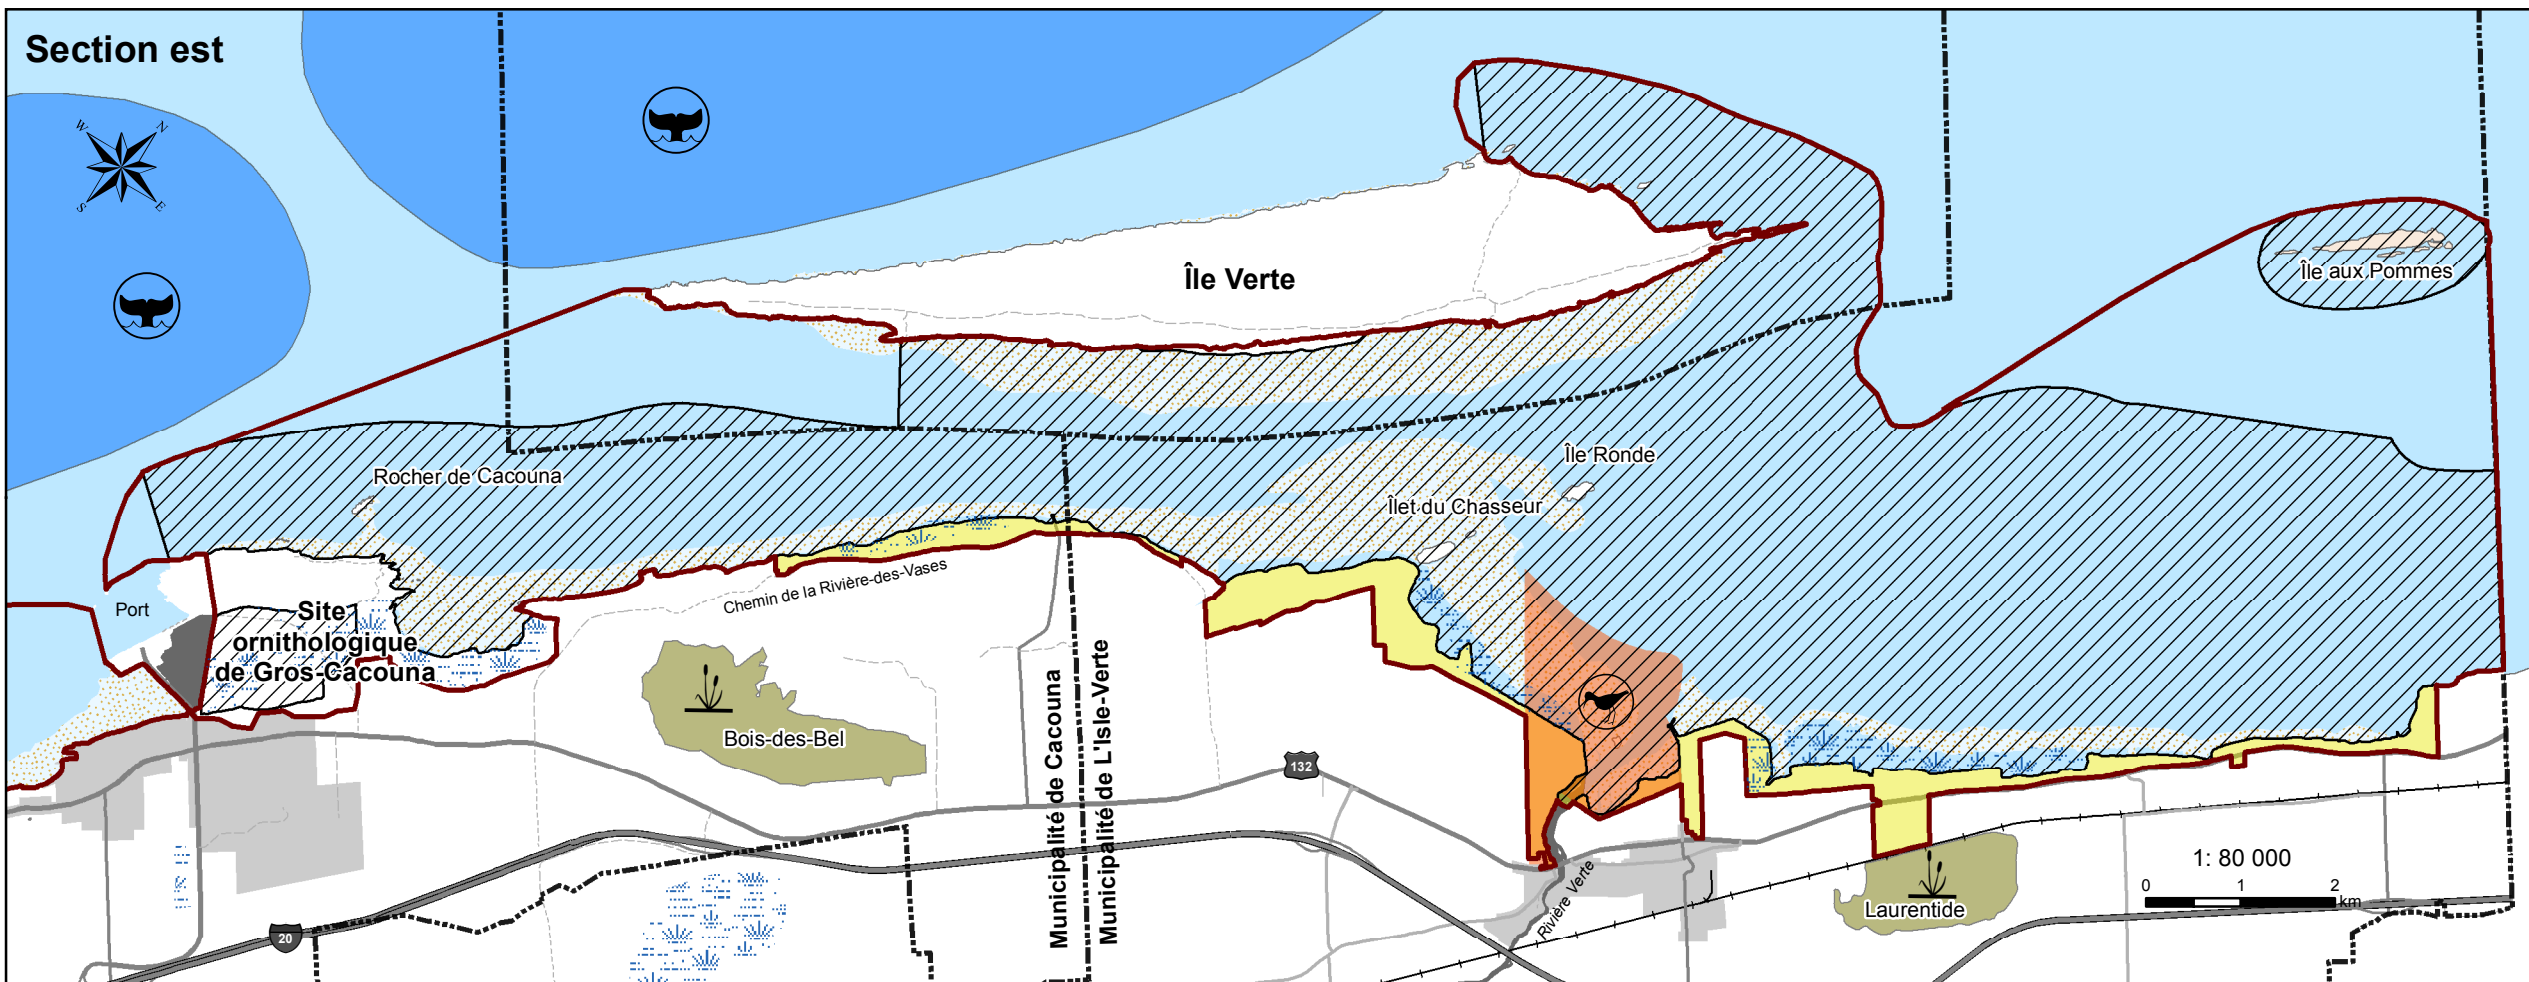 Section est
W
N
S
E
Île Verte
Île aux Pommes
Rocher de Cacouna
Île Ronde
Îlet du Chasseur
Port
Site
ornithologique
de Gros-Cacouna
Chemin de la Rivière-des-Vases
Bois-des-Bel
Municipalité de Cacouna
Municipalité de L'Isle-Verte
132
20
Rivière Verte
Laurentide
1: 80 000
0 1 2
km